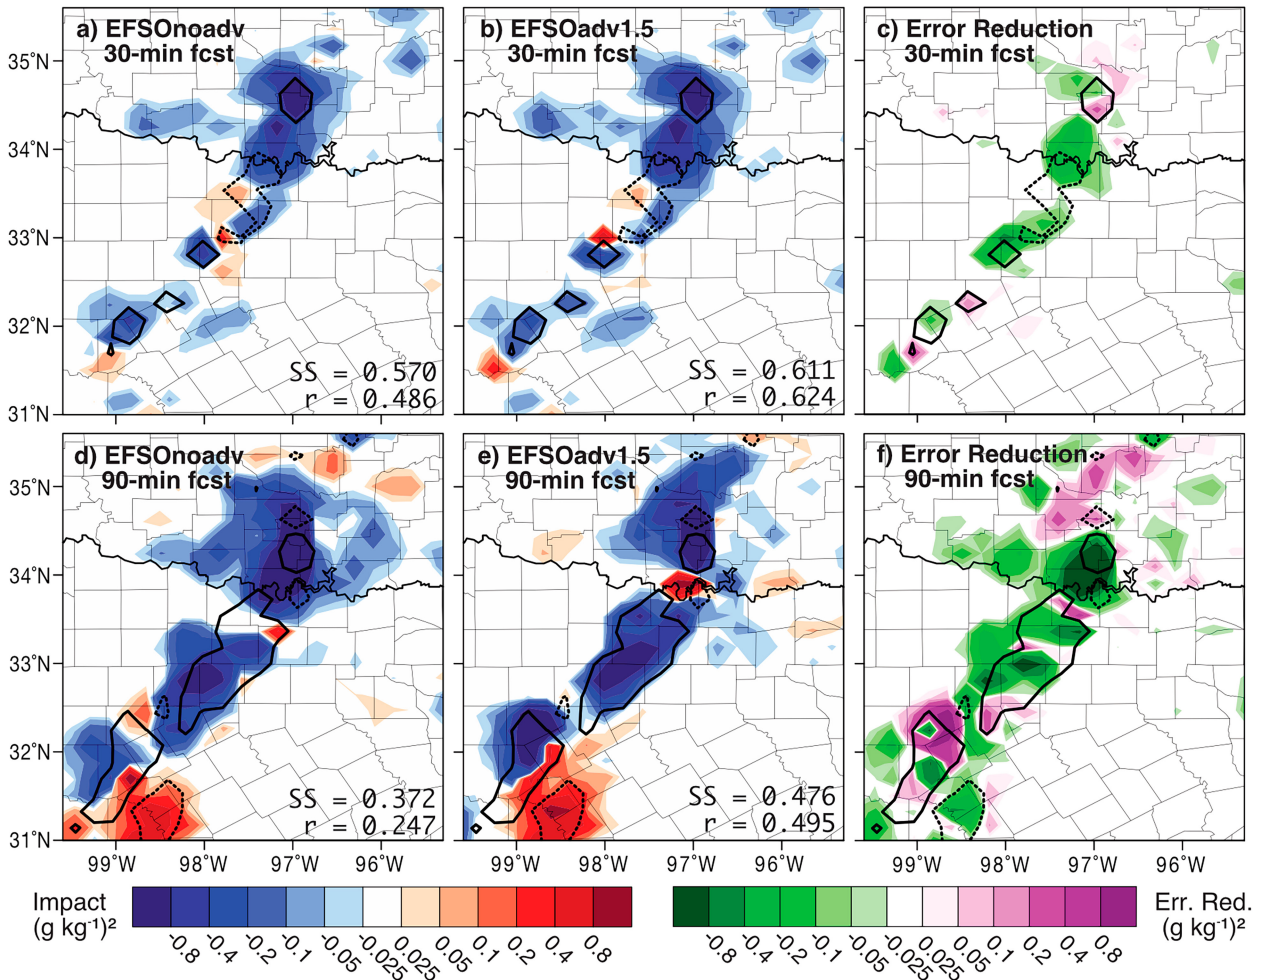 a) EFSOnoadv
30-min fcst
b) EFSOadv1.5
30-min fcst
c) Error Reduction
30-min fcst
35°N
34°N
33°N
32°N
31°N
SS = 0.570
r = 0.486
SS = 0.611
r = 0.624
d) EFSOnoadv
90-min fcst
e) EFSOadv1.5
90-min fcst
f) Error Reduction
90-min fcst
35°N
34°N
33°N
32°N
31°N
SS = 0.372
r = 0.247
SS = 0.476
r = 0.495
99°W 98°W 97°W 96°W
99°W 98°W 97°W 96°W
99°W 98°W 97°W 96°W
Impact
(g kg⁻¹)²
-0.8 -0.4 -0.2 -0.1 -0.05 -0.025 0.025 0.05 0.1 0.2 0.4 0.8
-0.8 -0.4 -0.2 -0.1 -0.05 -0.025 0.025 0.05 0.1 0.2 0.4 0.8
Err. Red.
(g kg⁻¹)²